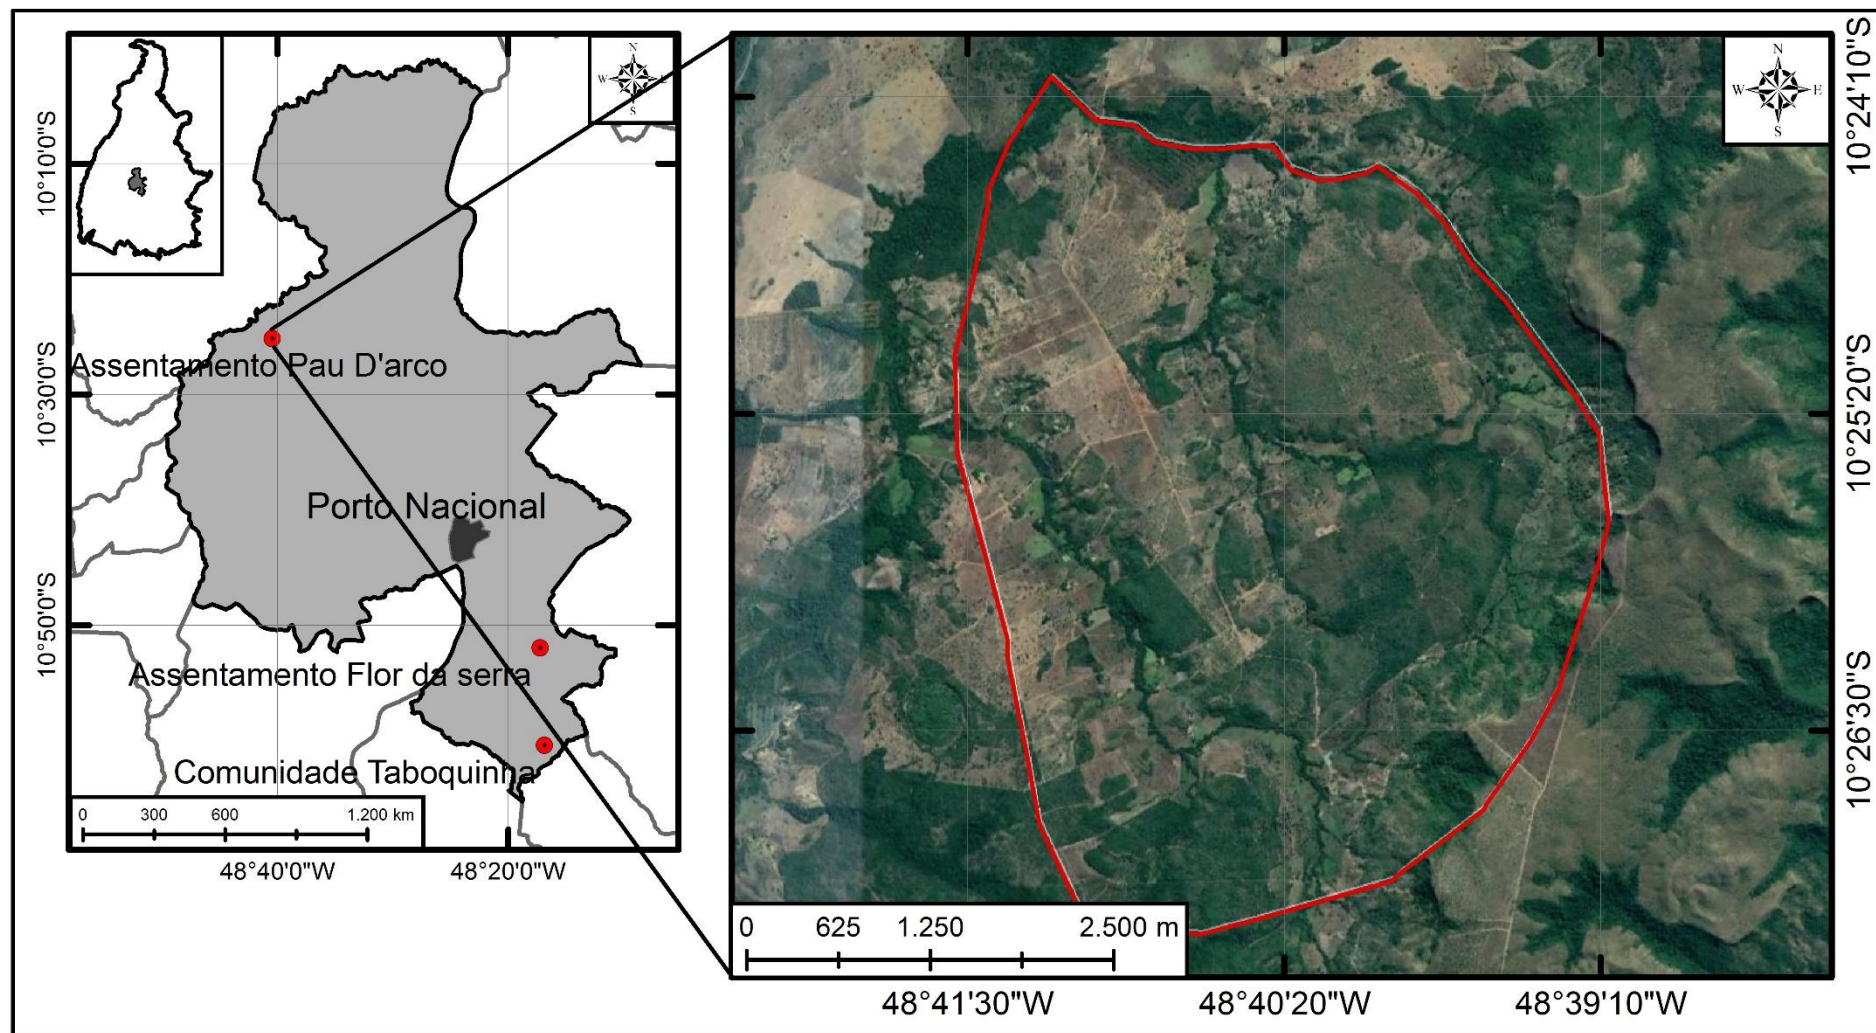 N
W
S
10°10'0"S
Assentamento Pau D'arco
10°30'0"S
Porto Nacional
10°50'0"S
Assentamento Flor da serra
Comunidade Taboquinha
0 300 600 1.200 km
48°40'0"W 48°20'0"W
N
W E
S
10°24'10"S
10°25'20"S
10°26'30"S
0 625 1.250 2.500 m
48°41'30"W 48°40'20"W 48°39'10"W